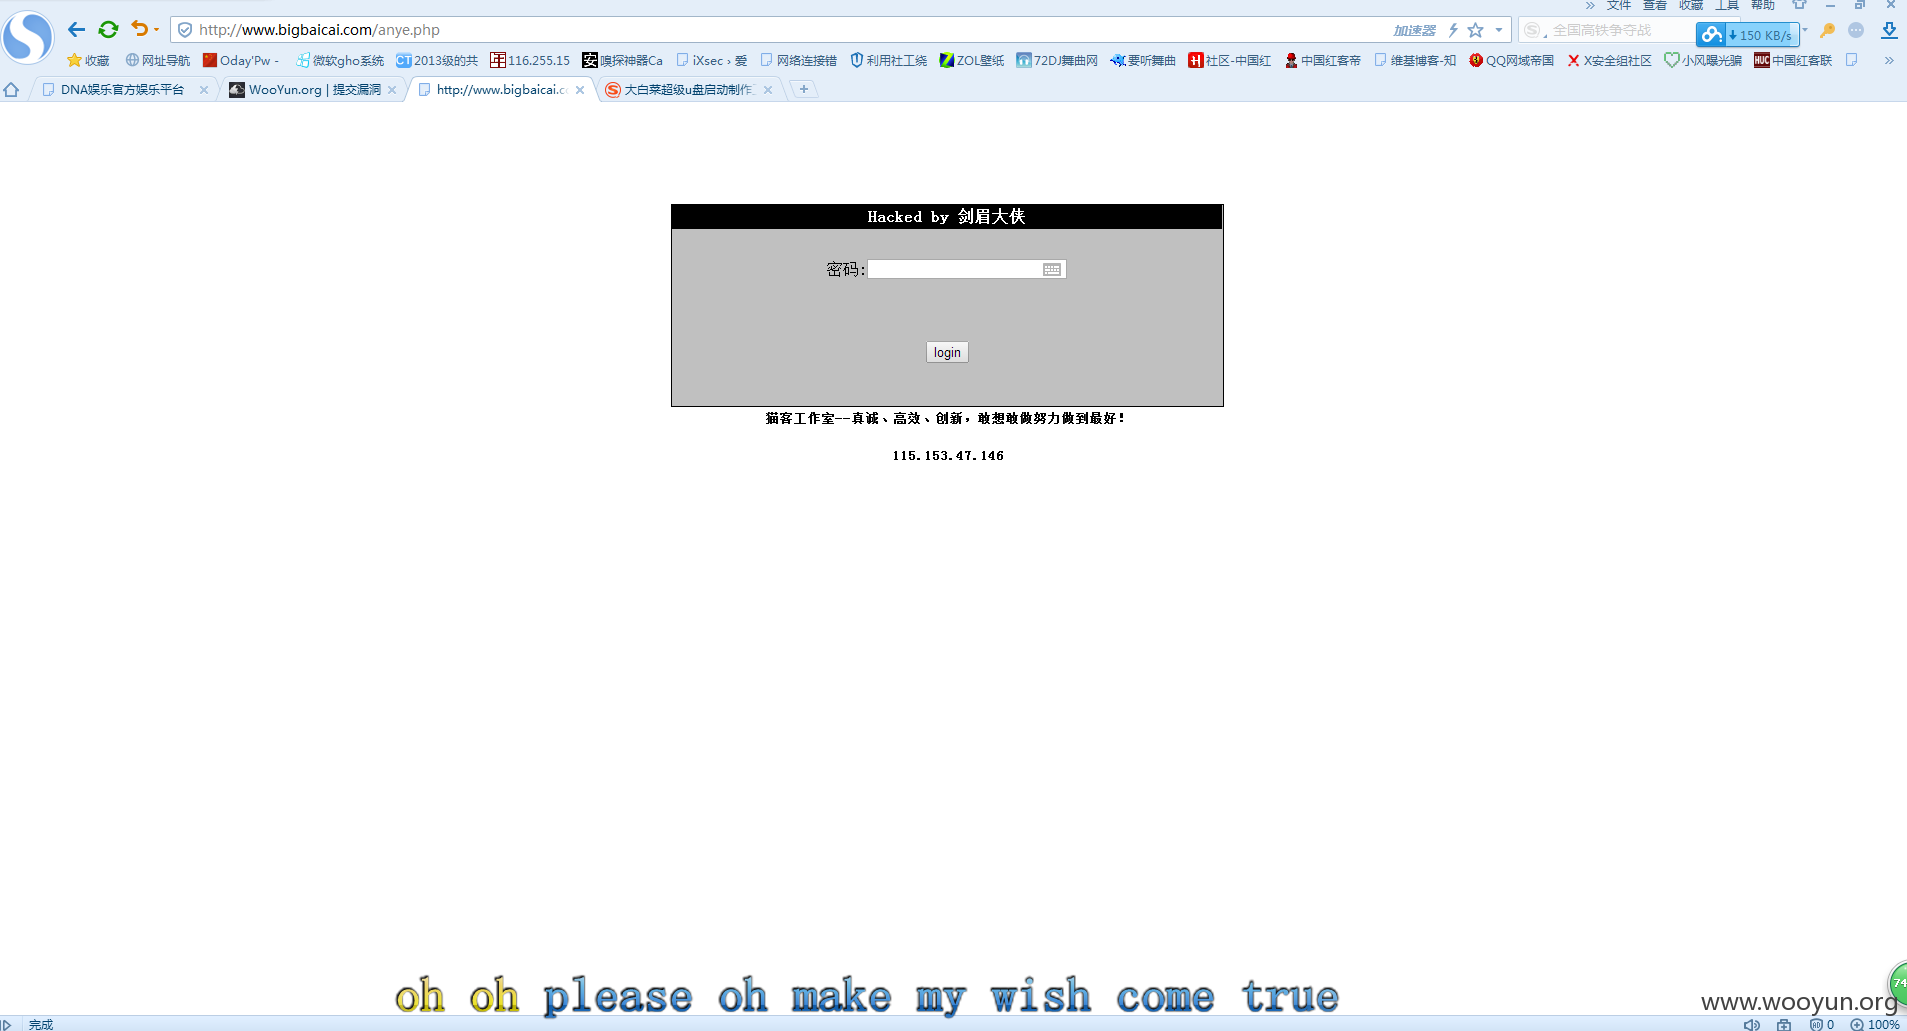 文件 查看 收藏 工具 帮助
http://www.bigbaicai.com/anye.php 加速器 全国高铁争夺战 150 KB/s
收藏 网址导航 0day'Pw - 微软gho系统 2013级的共 116.255.15 嗅探神器Ca iXsec › 爱 网络连接错 利用社工绕 ZOL壁纸 72DJ舞曲网 要听舞曲 社区-中国红 中国红客帝 维基博客-知 QQ网域帝国 X安全组社区 小风曝光骗 中国红客联
DNA娱乐官方娱乐平台 WooYun.org | 提交漏洞 http://www.bigbaicai.cc 大白菜超级u盘启动制作
Hacked by 剑眉大侠
密码:
login
猫客工作室--真诚、高效、创新，敢想敢做努力做到最好!
115.153.47.146
oh oh please oh make my wish come true
74
www.wooyun.org
完成 0 100%